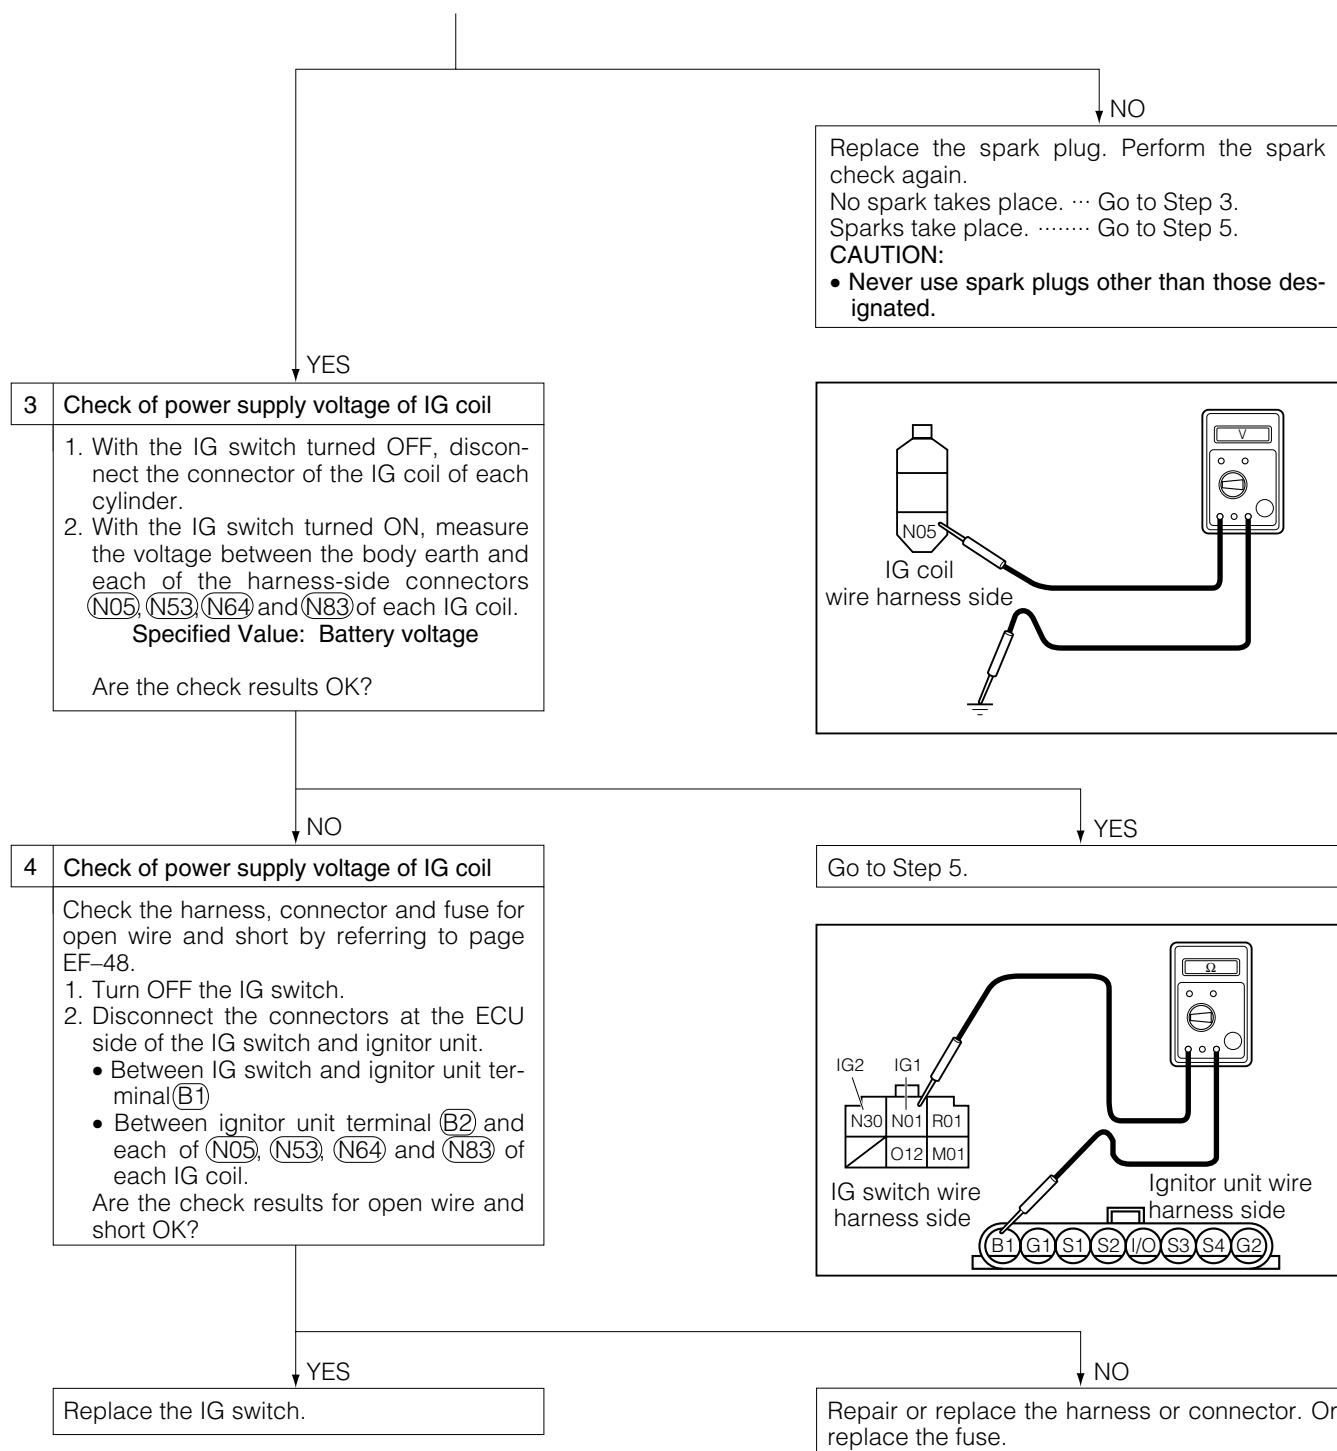 NO
Replace the spark plug. Perform the spark
check again.
No spark takes place. ··· Go to Step 3.
Sparks take place. ········ Go to Step 5.
CAUTION:
• Never use spark plugs other than those des-
ignated.
YES
3 Check of power supply voltage of IG coil
1. With the IG switch turned OFF, discon-
nect the connector of the IG coil of each
cylinder.
2. With the IG switch turned ON, measure
the voltage between the body earth and
each of the harness-side connectors
N05, N53, N64 and N83 of each IG coil.
Specified Value: Battery voltage
Are the check results OK?
V
N05
IG coil
wire harness side
NO
YES
4 Check of power supply voltage of IG coil
Check the harness, connector and fuse for
open wire and short by referring to page
EF–48.
1. Turn OFF the IG switch.
2. Disconnect the connectors at the ECU
side of the IG switch and ignitor unit.
• Between IG switch and ignitor unit ter-
minal B1
• Between ignitor unit terminal B2 and
each of N05, N53, N64 and N83 of
each IG coil.
Are the check results for open wire and
short OK?
Go to Step 5.
Ω
IG2 IG1
N30 N01 R01
O12 M01
IG switch wire
harness side
Ignitor unit wire
harness side
B1 G1 S1 S2 I/O S3 S4 G2
YES
NO
Replace the IG switch.
Repair or replace the harness or connector. Or
replace the fuse.